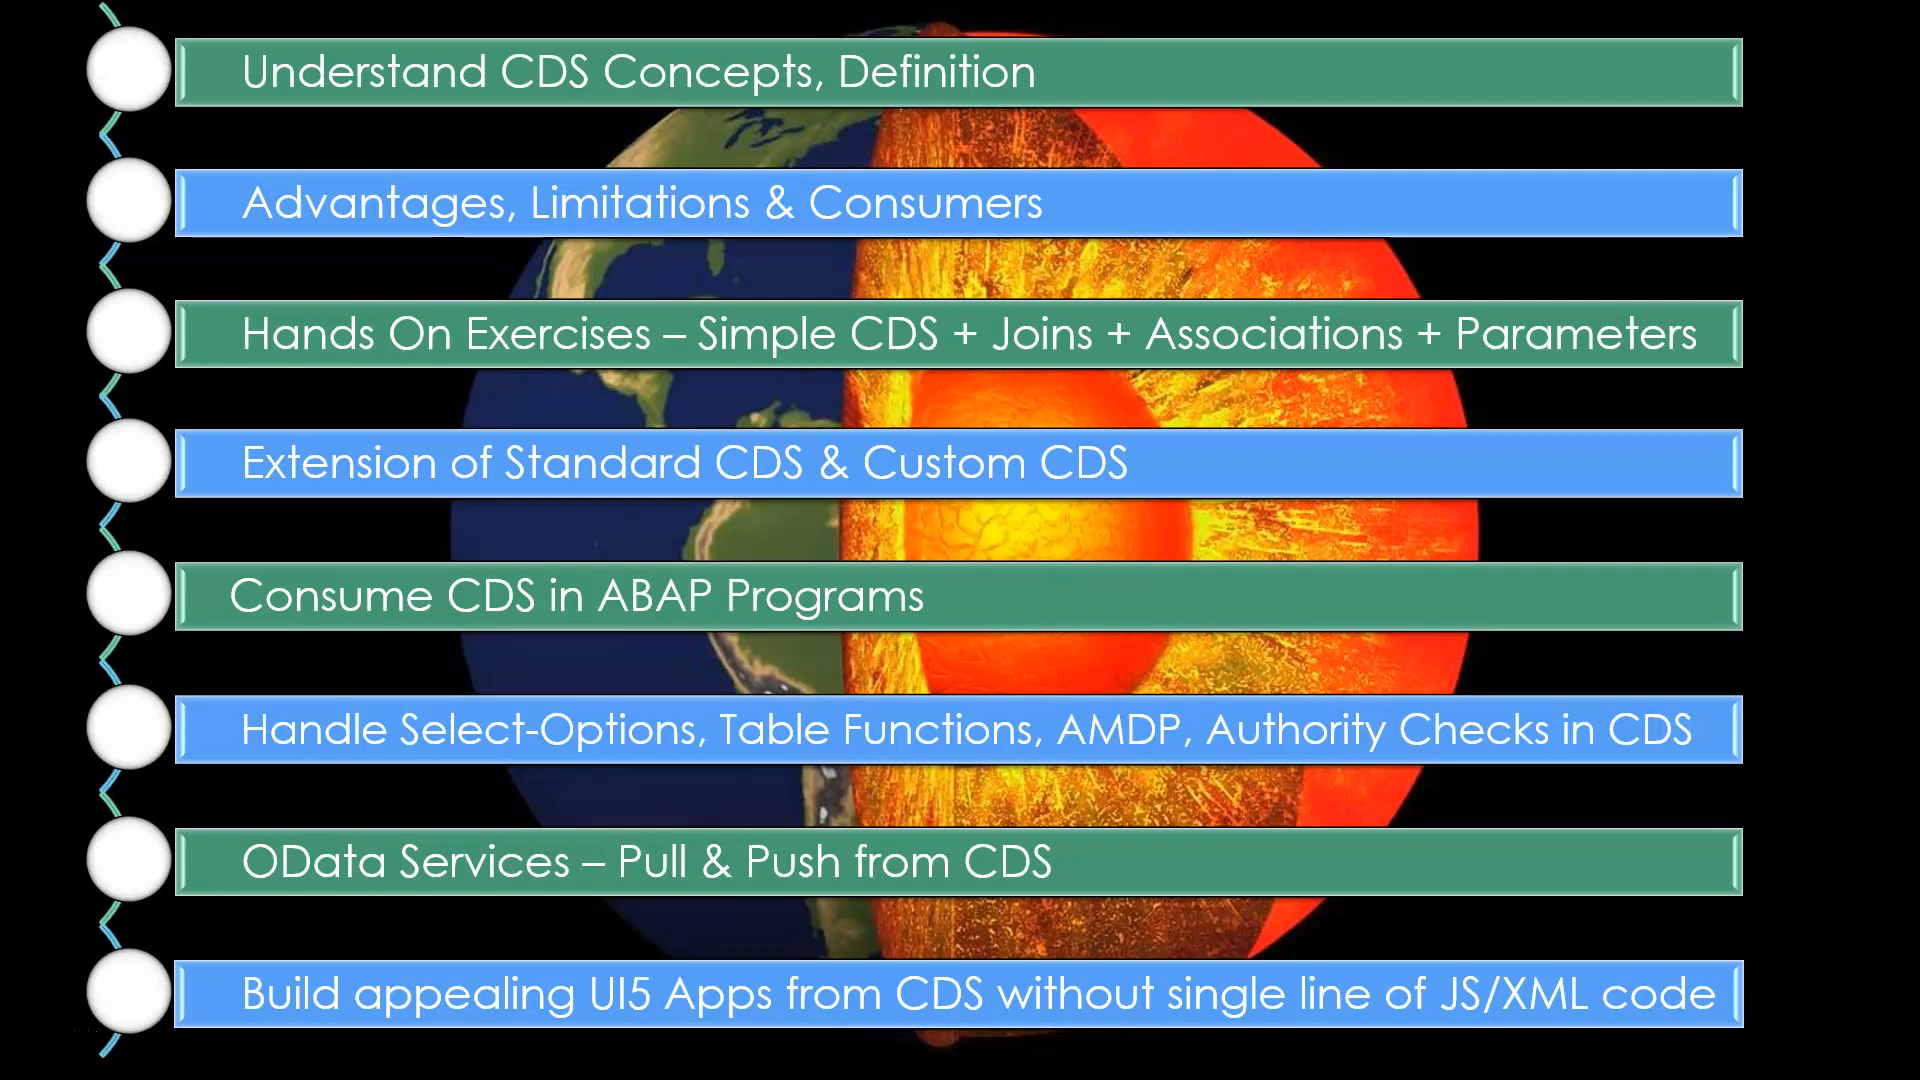 Understand CDS Concepts, Definition
Advantages, Limitations & Consumers
Hands On Exercises – Simple CDS + Joins + Associations + Parameters
Extension of Standard CDS & Custom CDS
Consume CDS in ABAP Programs
Handle Select-Options, Table Functions, AMDP, Authority Checks in CDS
OData Services – Pull & Push from CDS
Build appealing UI5 Apps from CDS without single line of JS/XML code